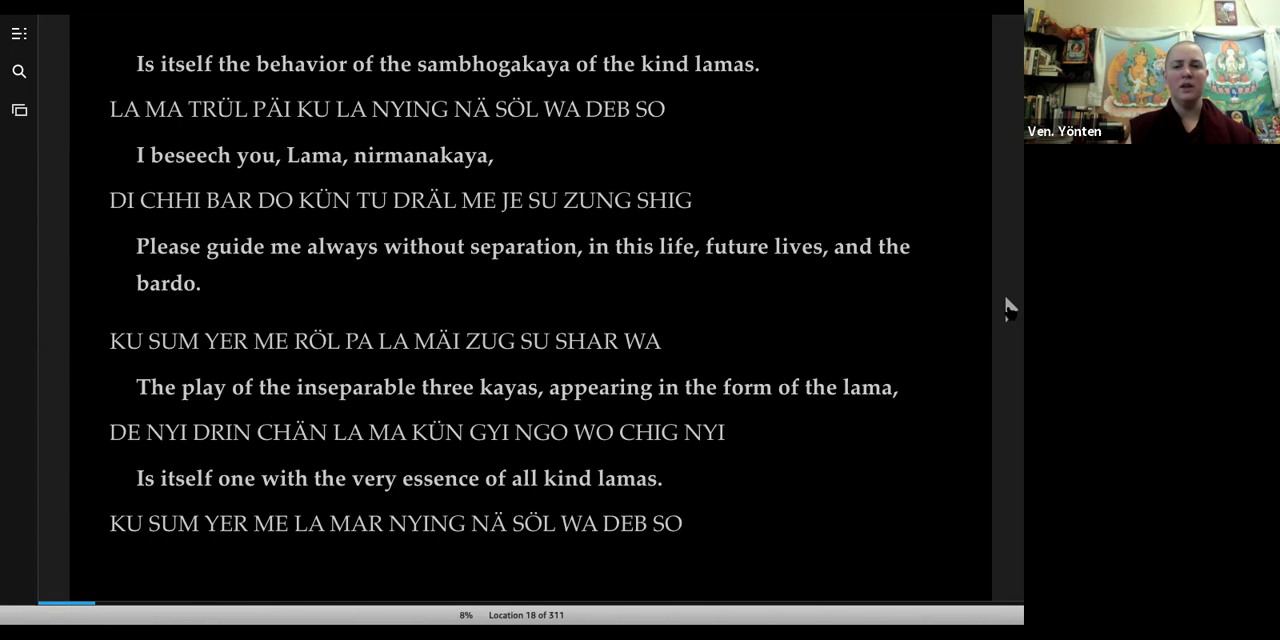 Is itself the behavior of the sambhogakaya of the kind lamas.
LA MA TRÜL PÄI KU LA NYING NÄ SÖL WA DEB SO
I beseech you, Lama, nirmanakaya,
DI CHHI BAR DO KÜN TU DRÄL ME JE SU ZUNG SHIG
Please guide me always without separation, in this life, future lives, and the
bardo.
KU SUM YER ME RÖL PA LA MÄI ZUG SU SHAR WA
The play of the inseparable three kayas, appearing in the form of the lama,
DE NYI DRIN CHÄN LA MA KÜN GYI NGO WO CHIG NYI
Is itself one with the very essence of all kind lamas.
KU SUM YER ME LA MAR NYING NÄ SÖL WA DEB SO
8% Location 18 of 311
Ven. Yönten